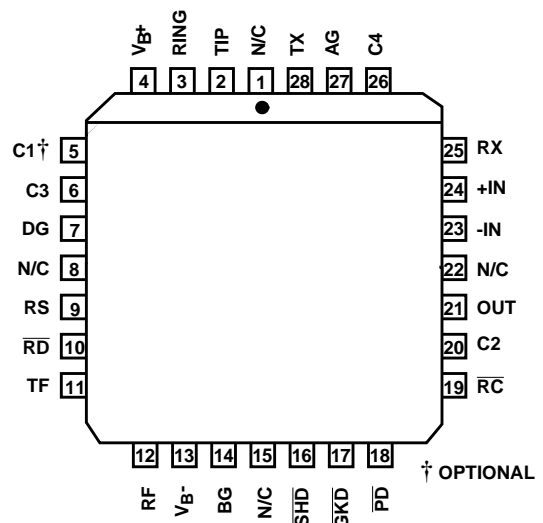 VB+ RING TIP N/C TX AG C4
4 3 2 1 28 27 26
C1† 5 25 RX
C3 6 24 +IN
DG 7 23 -IN
N/C 8 22 N/C
RS 9 21 OUT
RD 10 20 C2
TF 11 19 RC
12 13 14 15 16 17 18
RF VB- BG N/C SHD GKD PD
† OPTIONAL